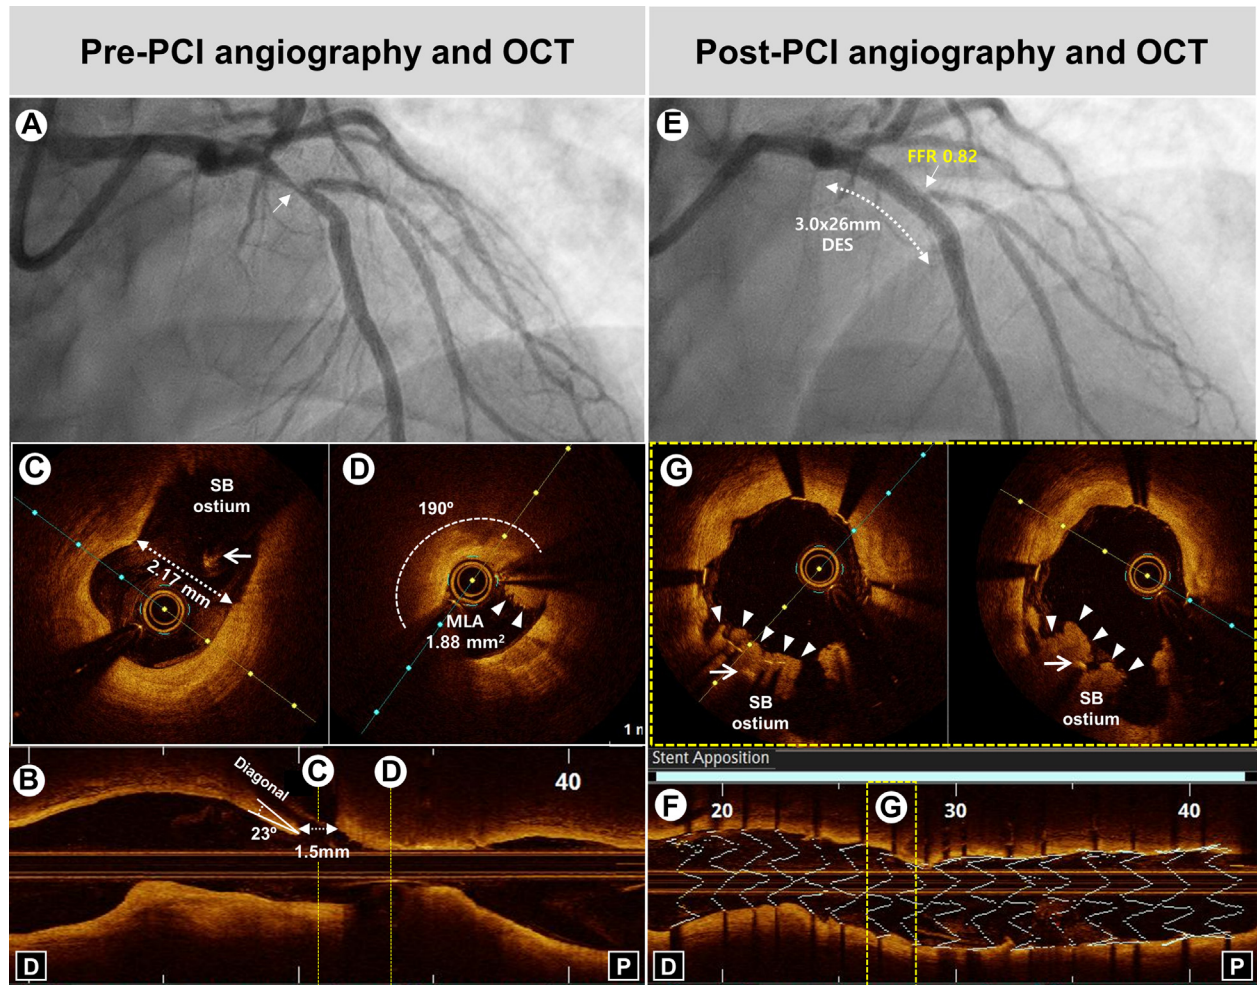 Pre-PCI angiography and OCT
Post-PCI angiography and OCT
A
E
FFR 0.82
3.0x26mm
DES
C
SB
ostium
2.17 mm
D
190º
MLA
1.88 mm²
G
SB
ostium
SB
ostium
B
Diagonal
23º
1.5mm
C
D
40
D
P
Stent Apposition
F
20
G
30
40
D
P